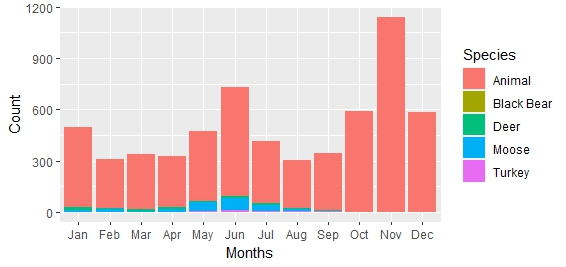 1200
900
600
300
0
Count
Jan Feb Mar Apr May Jun Jul Aug Sep Oct Nov Dec
Months
Species
Animal
Black Bear
Deer
Moose
Turkey